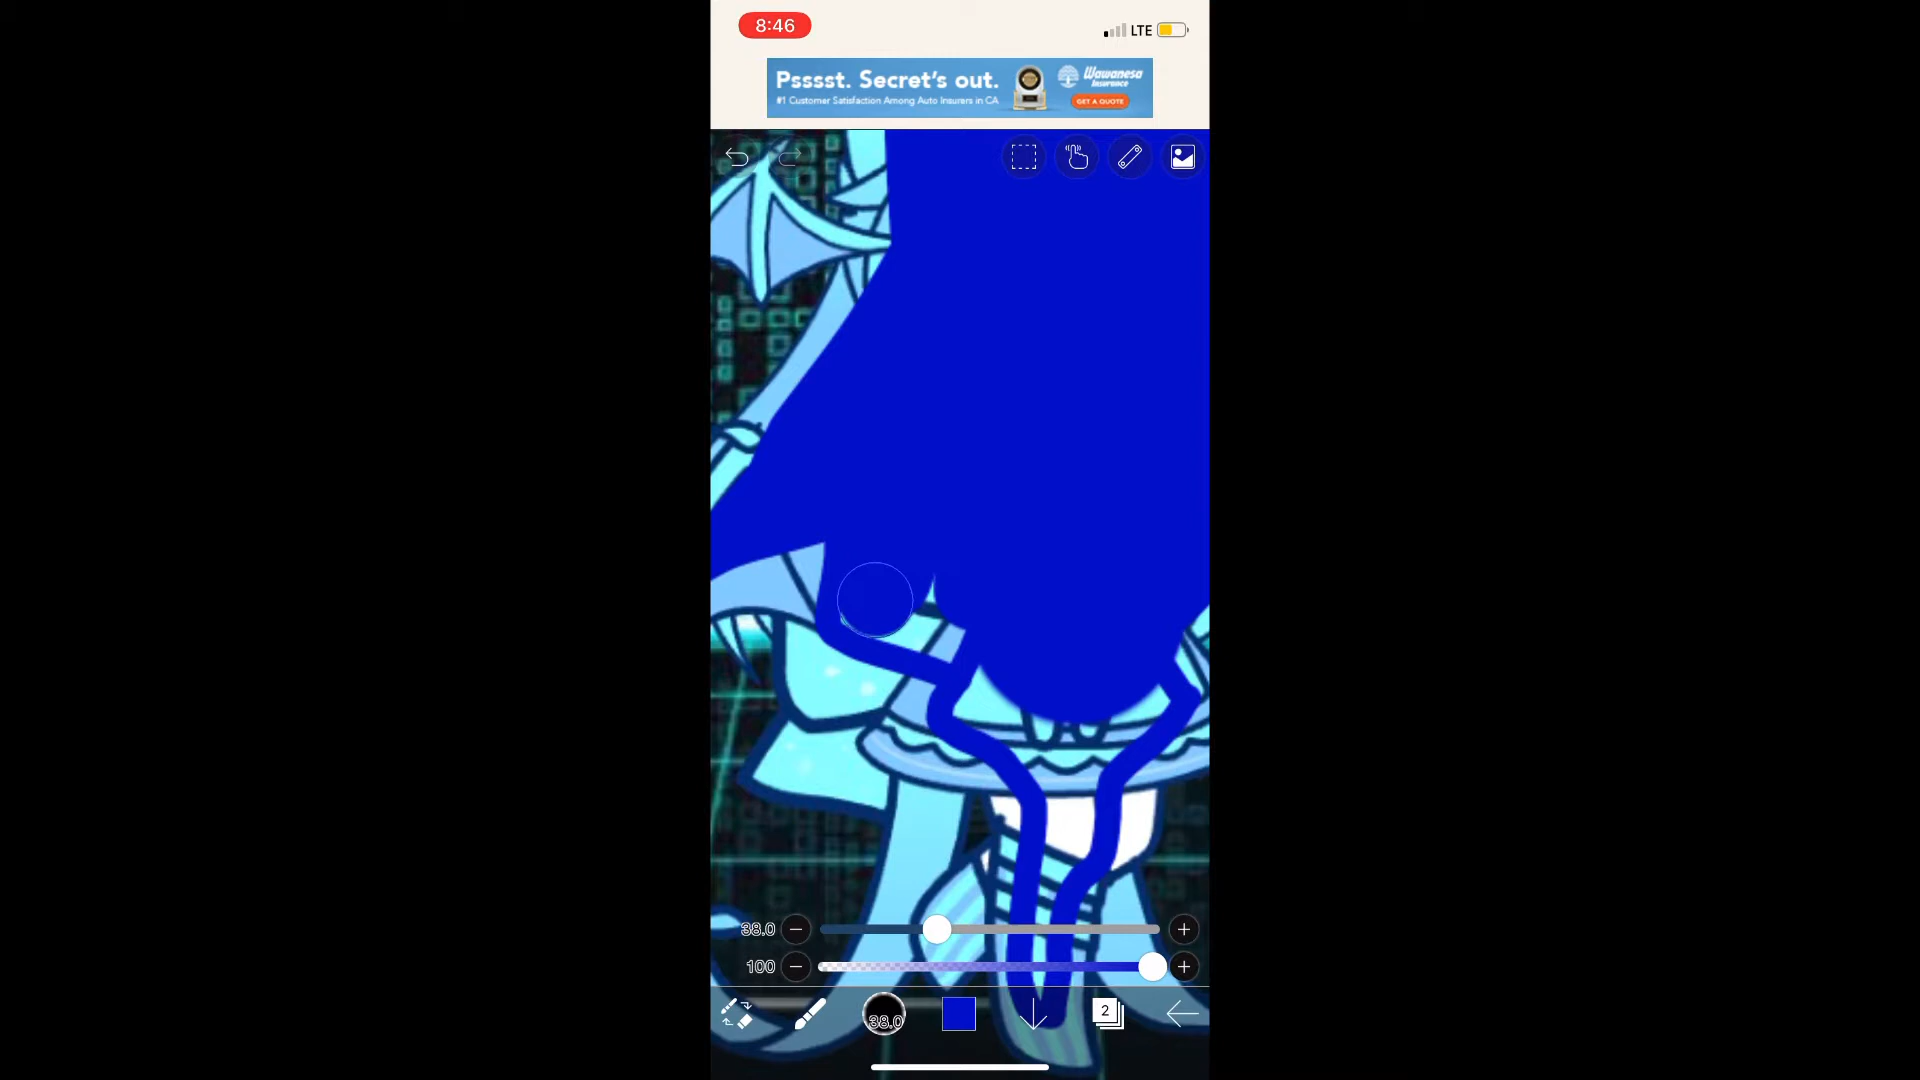 8:46
LTE
Psssst. Secret's out.
#1 Customer Satisfaction Among Auto Insurers in CA
Wawanesa
Insurance
GET A QUOTE
38.0
100
38.0
2